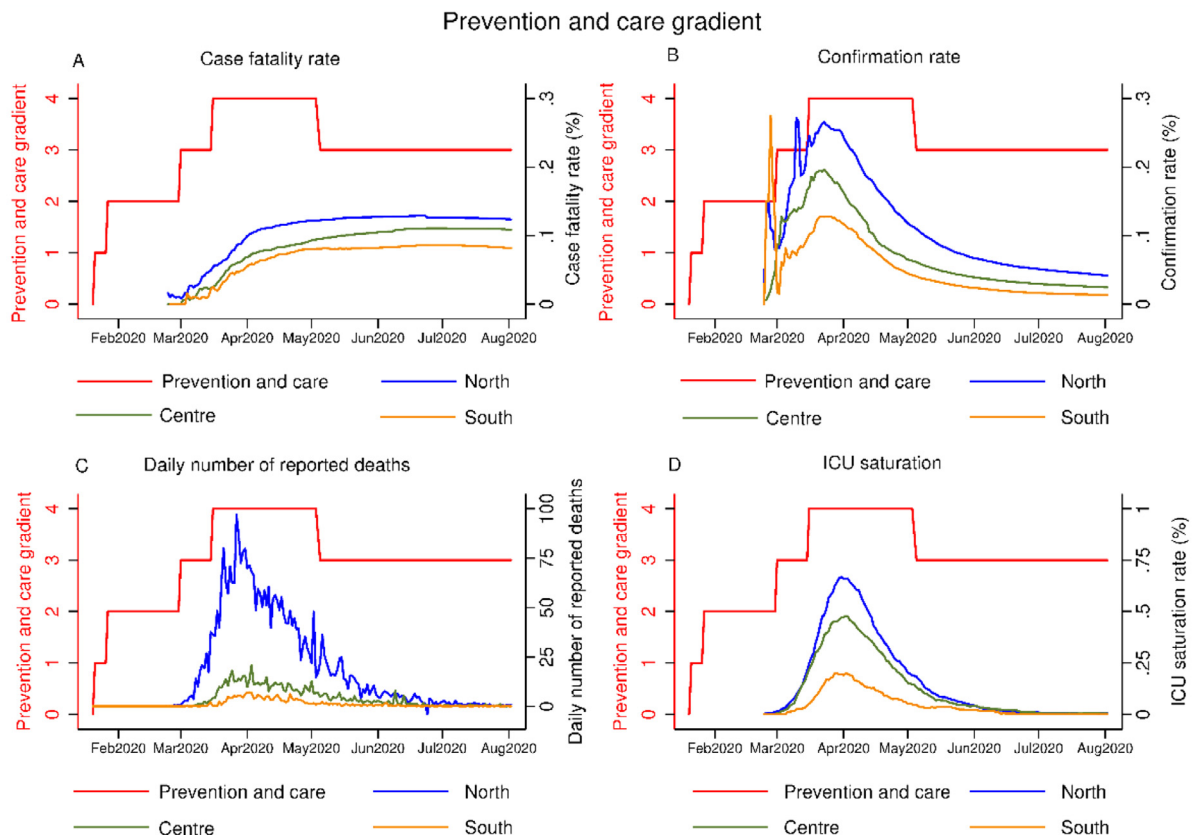 Prevention and care gradient
A
Case fatality rate
Prevention and care gradient
4
3
2
1
0
.3
.2
.1
0
Case fatality rate (%)
Feb2020 Mar2020 Apr2020 May2020 Jun2020 Jul2020 Aug2020
Prevention and care North
Centre South
B
Confirmation rate
Prevention and care gradient
4
3
2
1
0
.3
.2
.1
0
Confirmation rate (%)
Feb2020 Mar2020 Apr2020 May2020 Jun2020 Jul2020 Aug2020
Prevention and care North
Centre South
C
Daily number of reported deaths
Prevention and care gradient
4
3
2
1
0
100
75
50
25
0
Daily number of reported deaths
Feb2020 Mar2020 Apr2020 May2020 Jun2020 Jul2020 Aug2020
Prevention and care North
Centre South
D
ICU saturation
Prevention and care gradient
4
3
2
1
0
1
.75
.5
.25
0
ICU saturation rate (%)
Feb2020 Mar2020 Apr2020 May2020 Jun2020 Jul2020 Aug2020
Prevention and care North
Centre South